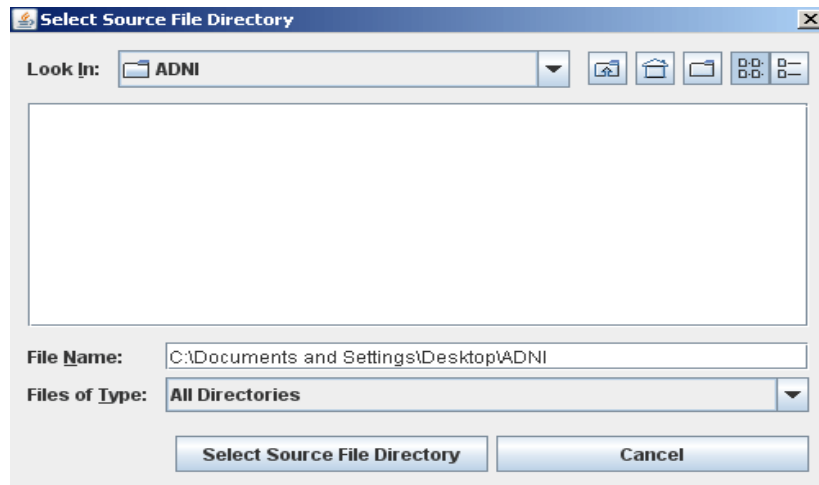 Select Source File Directory
Look In: ADNI
File Name: C:\Documents and Settings\Desktop\ADNI
Files of Type: All Directories
Select Source File Directory Cancel